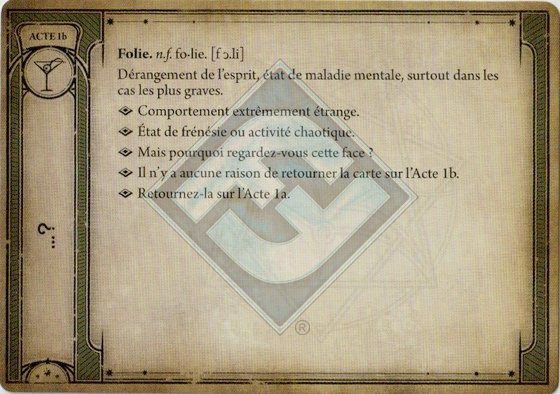 ACTE 1b
Folie. n.f. fo·lie. [fɔ.li]
Dérangement de l'esprit, état de maladie mentale, surtout dans les
cas les plus graves.
Comportement extrêmement étrange.
État de frénésie ou activité chaotique.
Mais pourquoi regardez-vous cette face ?
Il n'y a aucune raison de retourner la carte sur l'Acte 1b.
Retournez-la sur l'Acte 1a.
...?
®